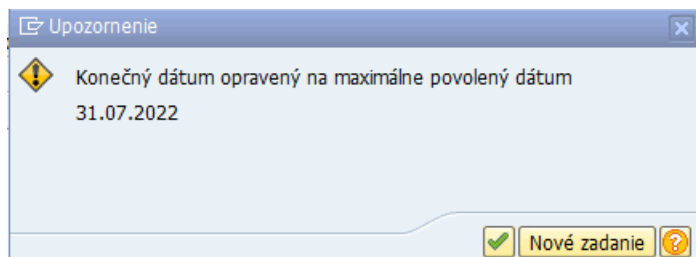 Upozornenie
Konečný dátum opravený na maximálne povolený dátum
31.07.2022
Nové zadanie